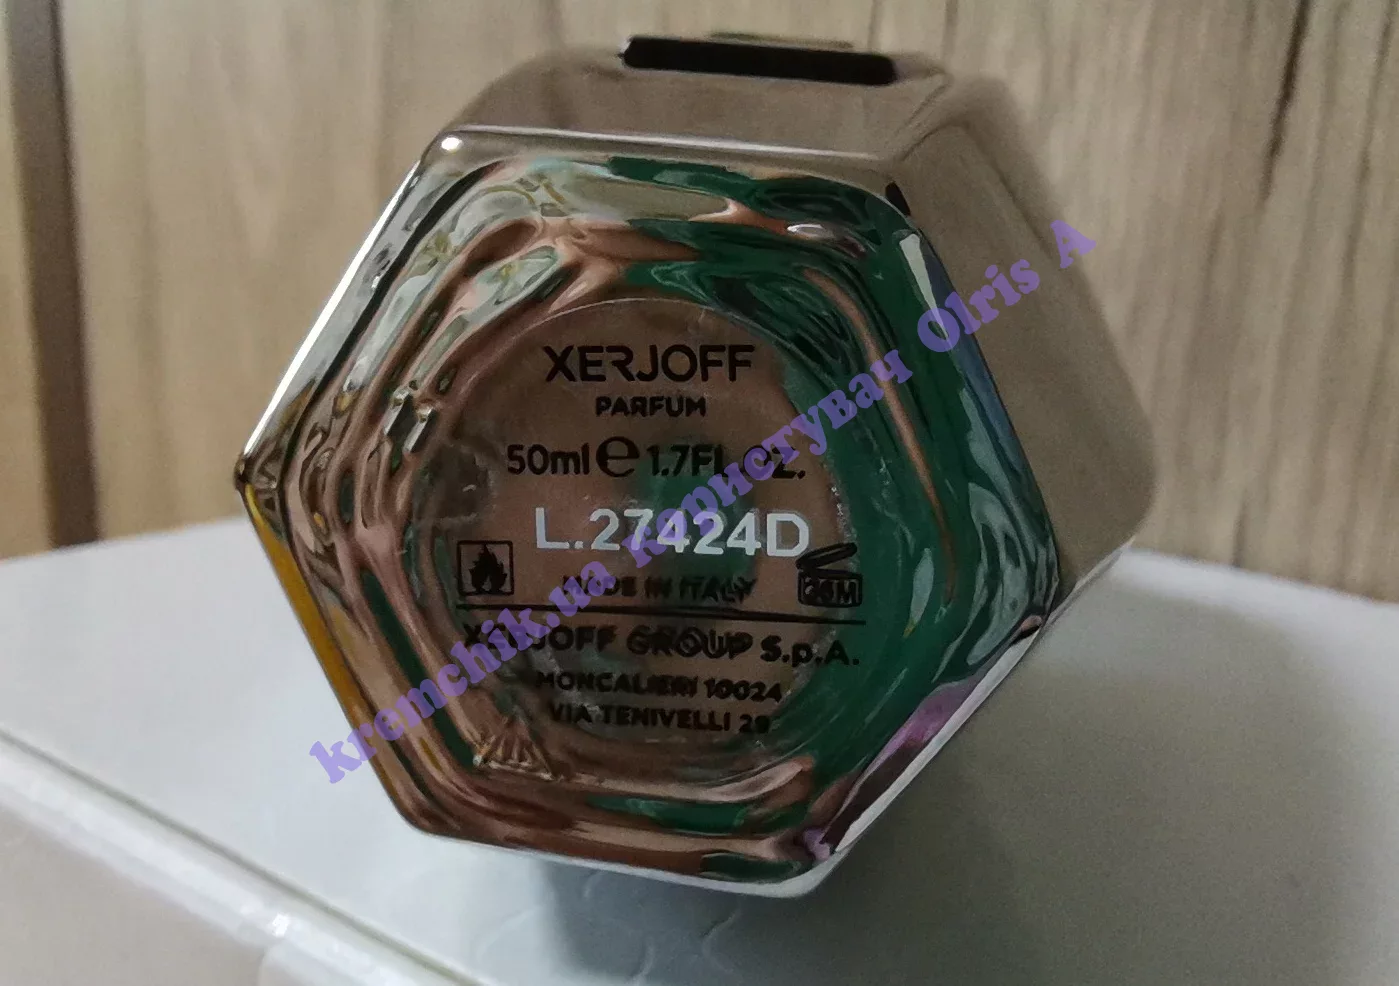 XERJOFF
PARFUM
50ml e 1.7Fl. oz.
L.27424D
MADE IN ITALY
XERJOFF GROUP S.p.A.
MONCALIERI 10024
VIA TENIVELLI 29
kremchik.ua користувач Olris A